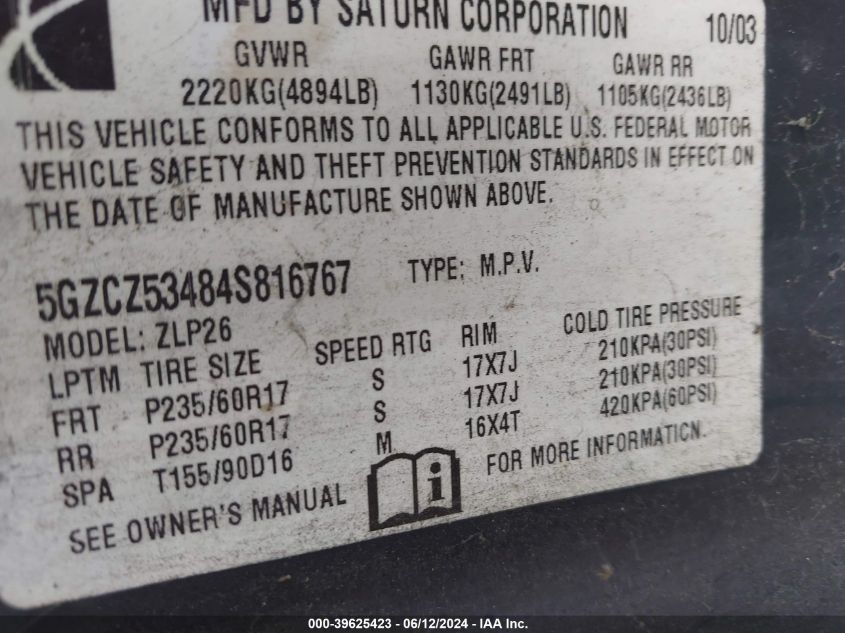 MFD BY SATURN CORPORATION 10/03
GVWR GAWR FRT GAWR RR
2220KG(4894LB) 1130KG(2491LB) 1105KG(2436LB)
THIS VEHICLE CONFORMS TO ALL APPLICABLE U.S. FEDERAL MOTOR
VEHICLE SAFETY AND THEFT PREVENTION STANDARDS IN EFFECT ON
THE DATE OF MANUFACTURE SHOWN ABOVE.
5GZCZ53484S816767 TYPE: M.P.V.
MODEL: ZLP26
LPTM TIRE SIZE SPEED RTG RIM COLD TIRE PRESSURE
FRT P235/60R17 S 17X7J 210KPA(30PSI)
RR P235/60R17 S 17X7J 210KPA(30PSI)
SPA T155/90D16 M 16X4T 420KPA(60PSI)
SEE OWNER'S MANUAL i FOR MORE INFORMATION.
000-39625423 - 06/12/2024 - IAA Inc.